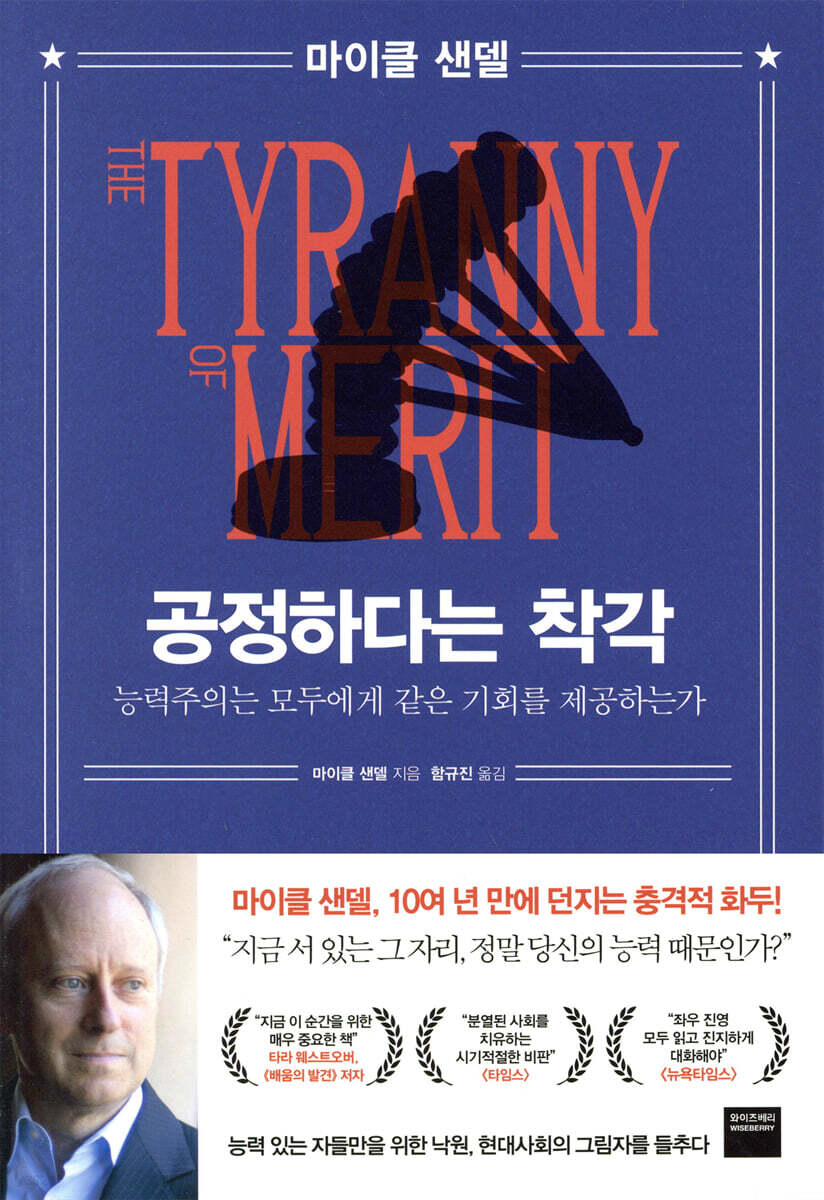 마이클 샌델
THE
TYRANNY
OF
MERIT
공정하다는 착각
능력주의는 모두에게 같은 기회를 제공하는가
마이클 샌델 지음 함규진 옮김
마이클 샌델, 10여 년 만에 던지는 충격적 화두!
“지금 서 있는 그 자리, 정말 당신의 능력 때문인가?”
“지금 이 순간을 위한
매우 중요한 책”
타라 웨스트오버,
《배움의 발견》 저자
“분열된 사회를
치유하는
시기적절한 비판”
〈타임스〉
“좌우 진영
모두 읽고 진지하게
대화해야”
〈뉴욕타임스〉
능력 있는 자들만을 위한 낙원, 현대사회의 그림자를 들추다
와이즈베리
WISEBERRY